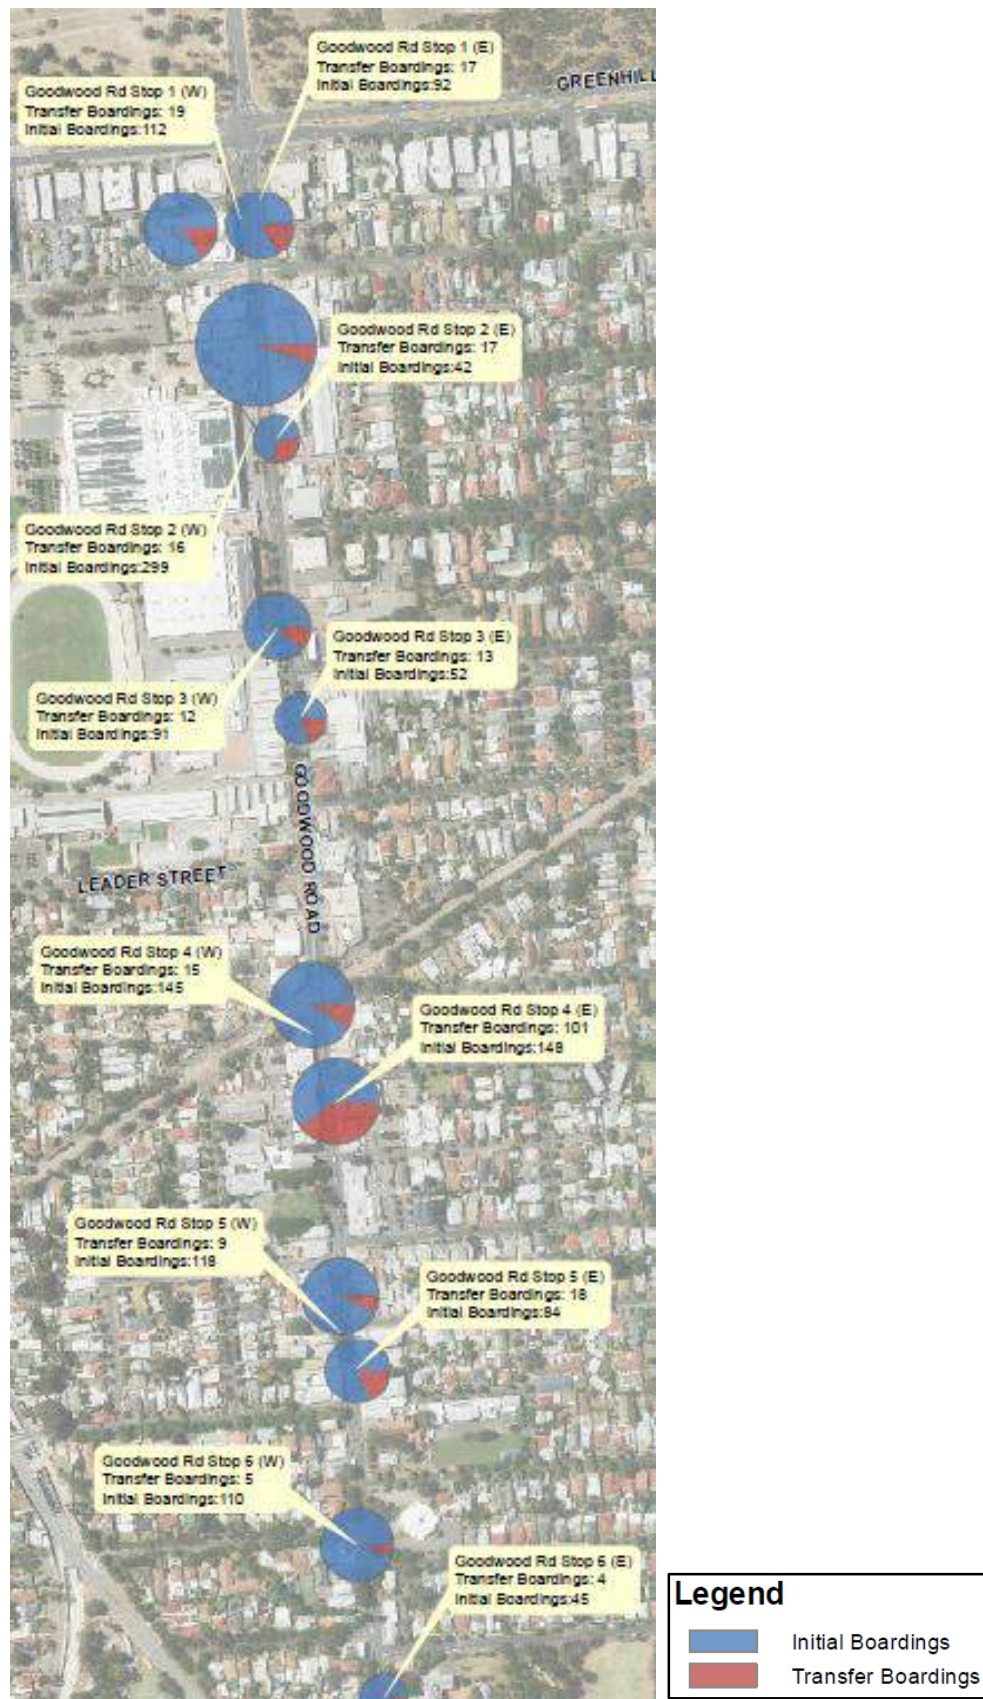 Goodwood Rd Stop 1 (E)
Transfer Boardings: 17
Initial Boardings:92
GREENHILL
Goodwood Rd Stop 1 (W)
Transfer Boardings: 19
Initial Boardings:112
Goodwood Rd Stop 2 (E)
Transfer Boardings: 17
Initial Boardings:42
Goodwood Rd Stop 2 (W)
Transfer Boardings: 16
Initial Boardings:299
Goodwood Rd Stop 3 (E)
Transfer Boardings: 13
Initial Boardings:52
Goodwood Rd Stop 3 (W)
Transfer Boardings: 12
Initial Boardings:91
GOODWOOD ROAD
LEADER STREET
Goodwood Rd Stop 4 (W)
Transfer Boardings: 15
Initial Boardings:145
Goodwood Rd Stop 4 (E)
Transfer Boardings: 101
Initial Boardings:148
Goodwood Rd Stop 5 (W)
Transfer Boardings: 9
Initial Boardings:118
Goodwood Rd Stop 5 (E)
Transfer Boardings: 18
Initial Boardings:84
Goodwood Rd Stop 6 (W)
Transfer Boardings: 5
Initial Boardings:110
Goodwood Rd Stop 6 (E)
Transfer Boardings: 4
Initial Boardings:45
Legend
Initial Boardings
Transfer Boardings